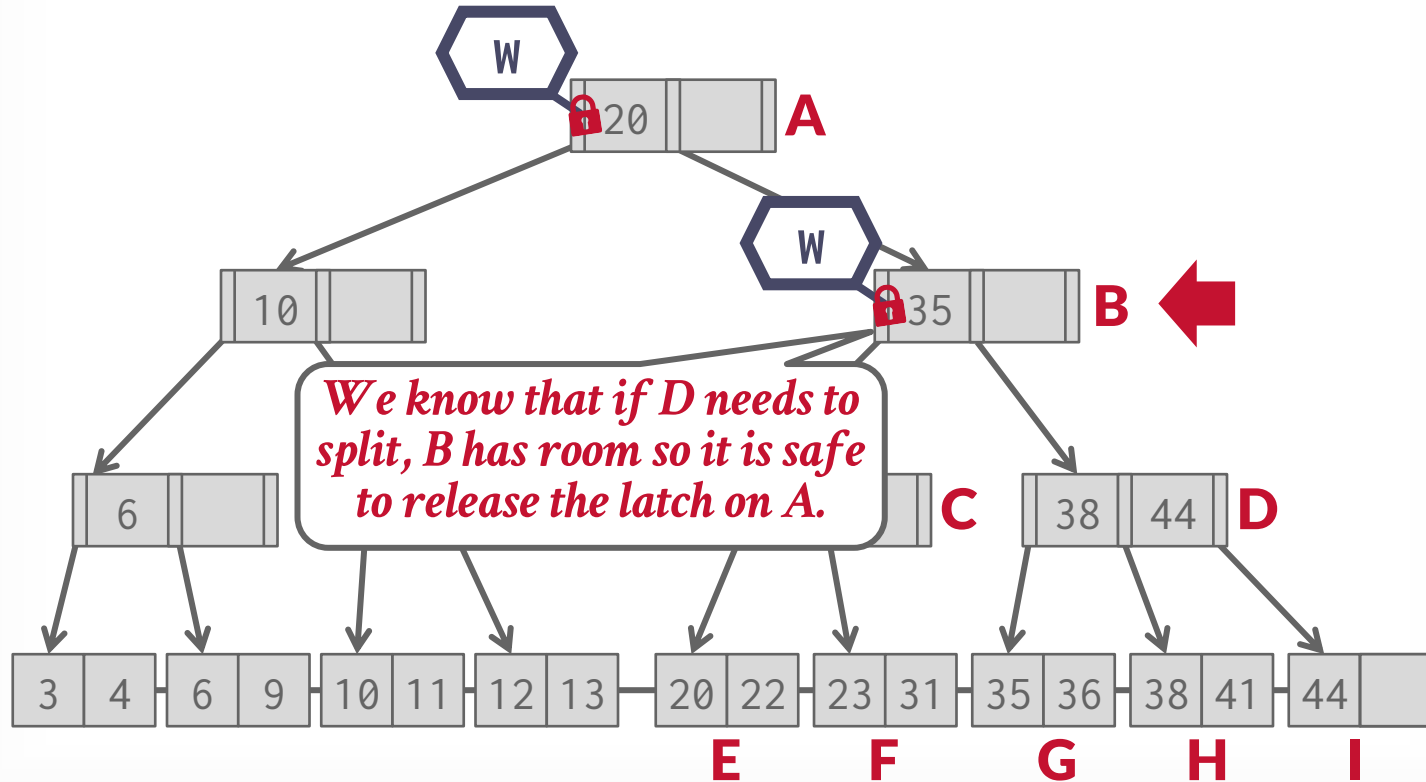 W
20 A
W
10
35 B
We know that if D needs to
split, B has room so it is safe
to release the latch on A.
6
C
38 44 D
3 4 6 9 10 11 12 13 20 22 23 31 35 36 38 41 44
E F G H I